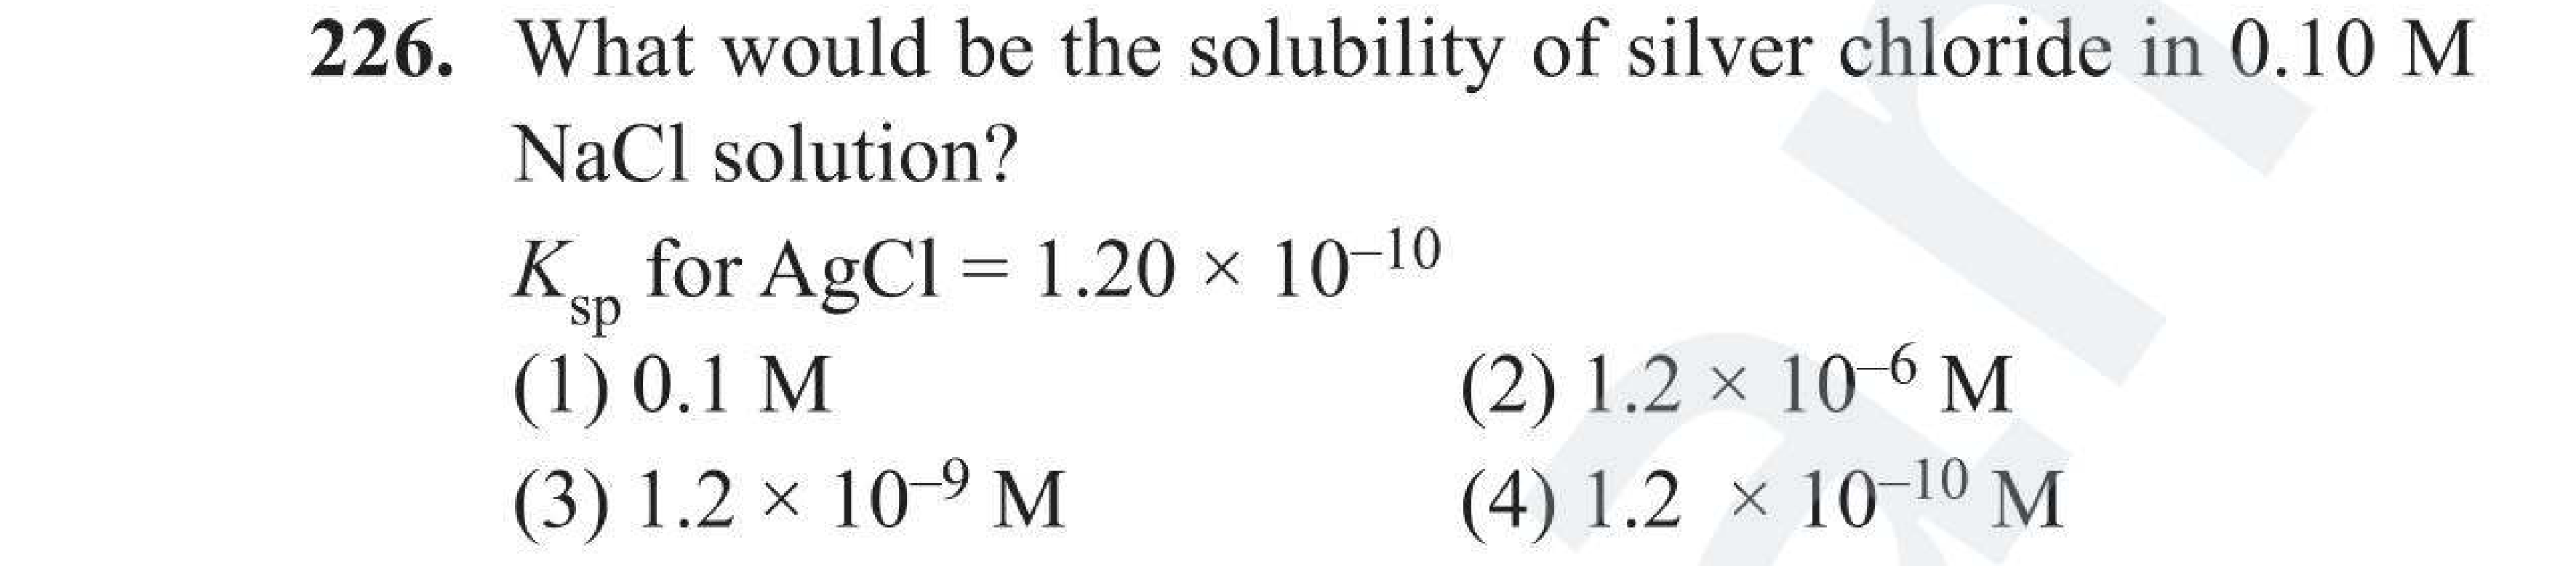 226. What would be the solubility of silver chloride in 0.10 M
NaCl solution?
K_sp for AgCl = 1.20 × 10⁻¹⁰
(1) 0.1 M (2) 1.2 × 10⁻⁶ M
(3) 1.2 × 10⁻⁹ M (4) 1.2 × 10⁻¹⁰ M